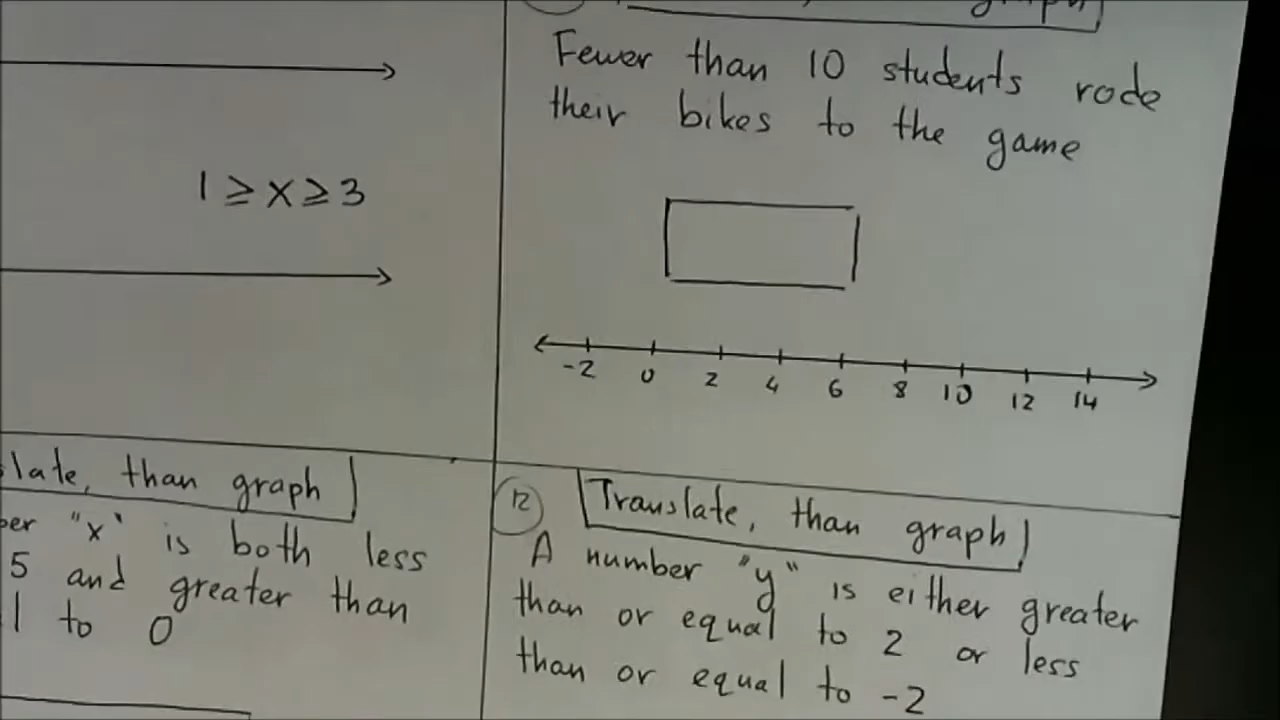 graph
Fewer than 10 students rode
their bikes to the game
1 ≥ x ≥ 3
-2 0 2 4 6 8 10 12 14
late, than graph
"x" is both less
5 and greater than
1 to 0
12 Translate, than graph
A number "y" is either greater
than or equal to 2 or less
than or equal to -2